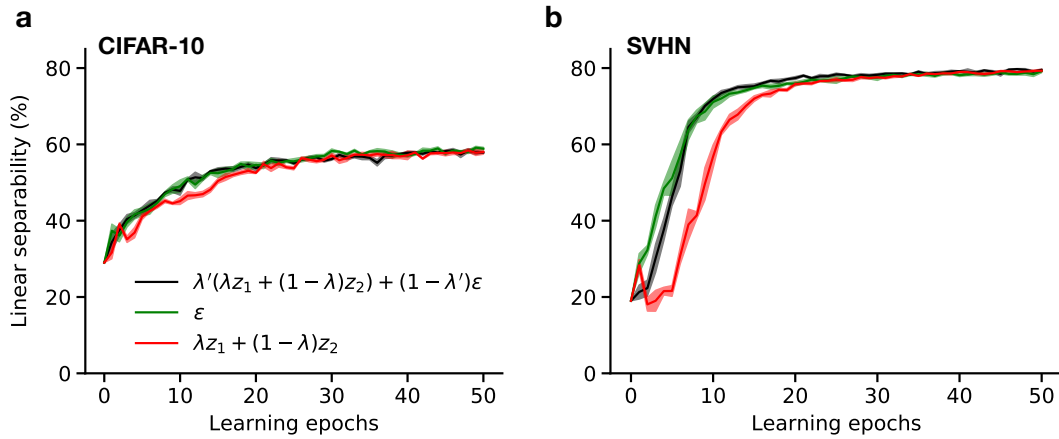 a
CIFAR-10
Linear separability (%)
80
60
40
20
0
λ′(λz₁ + (1 − λ)z₂) + (1 − λ′)ε
ε
λz₁ + (1 − λ)z₂
0 10 20 30 40 50
Learning epochs
b
SVHN
80
60
40
20
0
0 10 20 30 40 50
Learning epochs